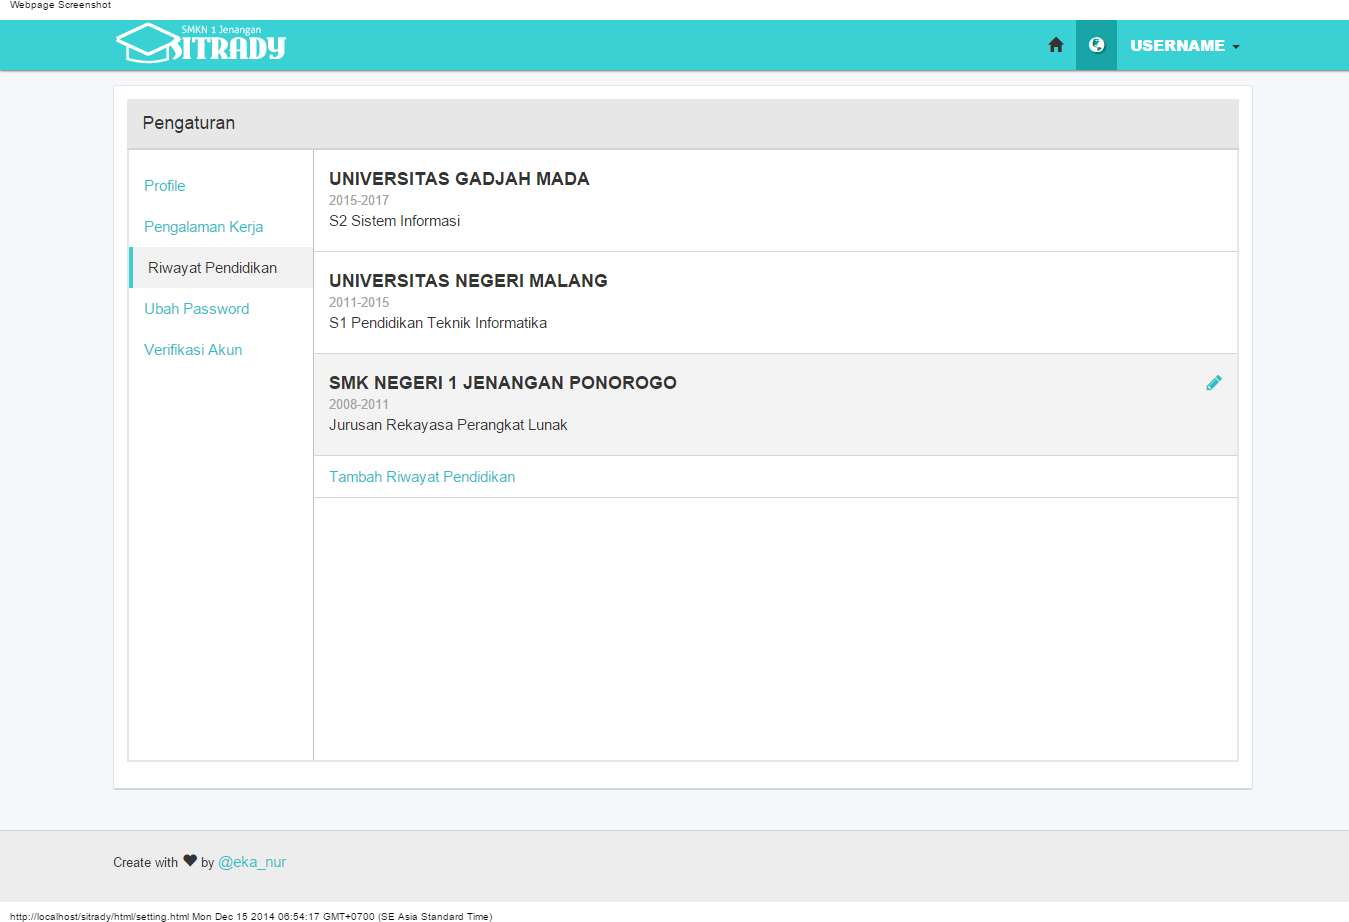 Webpage Screenshot
SMKN 1 Jenangan
SITRADY
USERNAME
Pengaturan
Profile
Pengalaman Kerja
Riwayat Pendidikan
Ubah Password
Verifikasi Akun
UNIVERSITAS GADJAH MADA
2015-2017
S2 Sistem Informasi
UNIVERSITAS NEGERI MALANG
2011-2015
S1 Pendidikan Teknik Informatika
SMK NEGERI 1 JENANGAN PONOROGO
2008-2011
Jurusan Rekayasa Perangkat Lunak
Tambah Riwayat Pendidikan
Create with ♥ by @eka_nur
http://localhost/sitrady/html/setting.html Mon Dec 15 2014 06:54:17 GMT+0700 (SE Asia Standard Time)